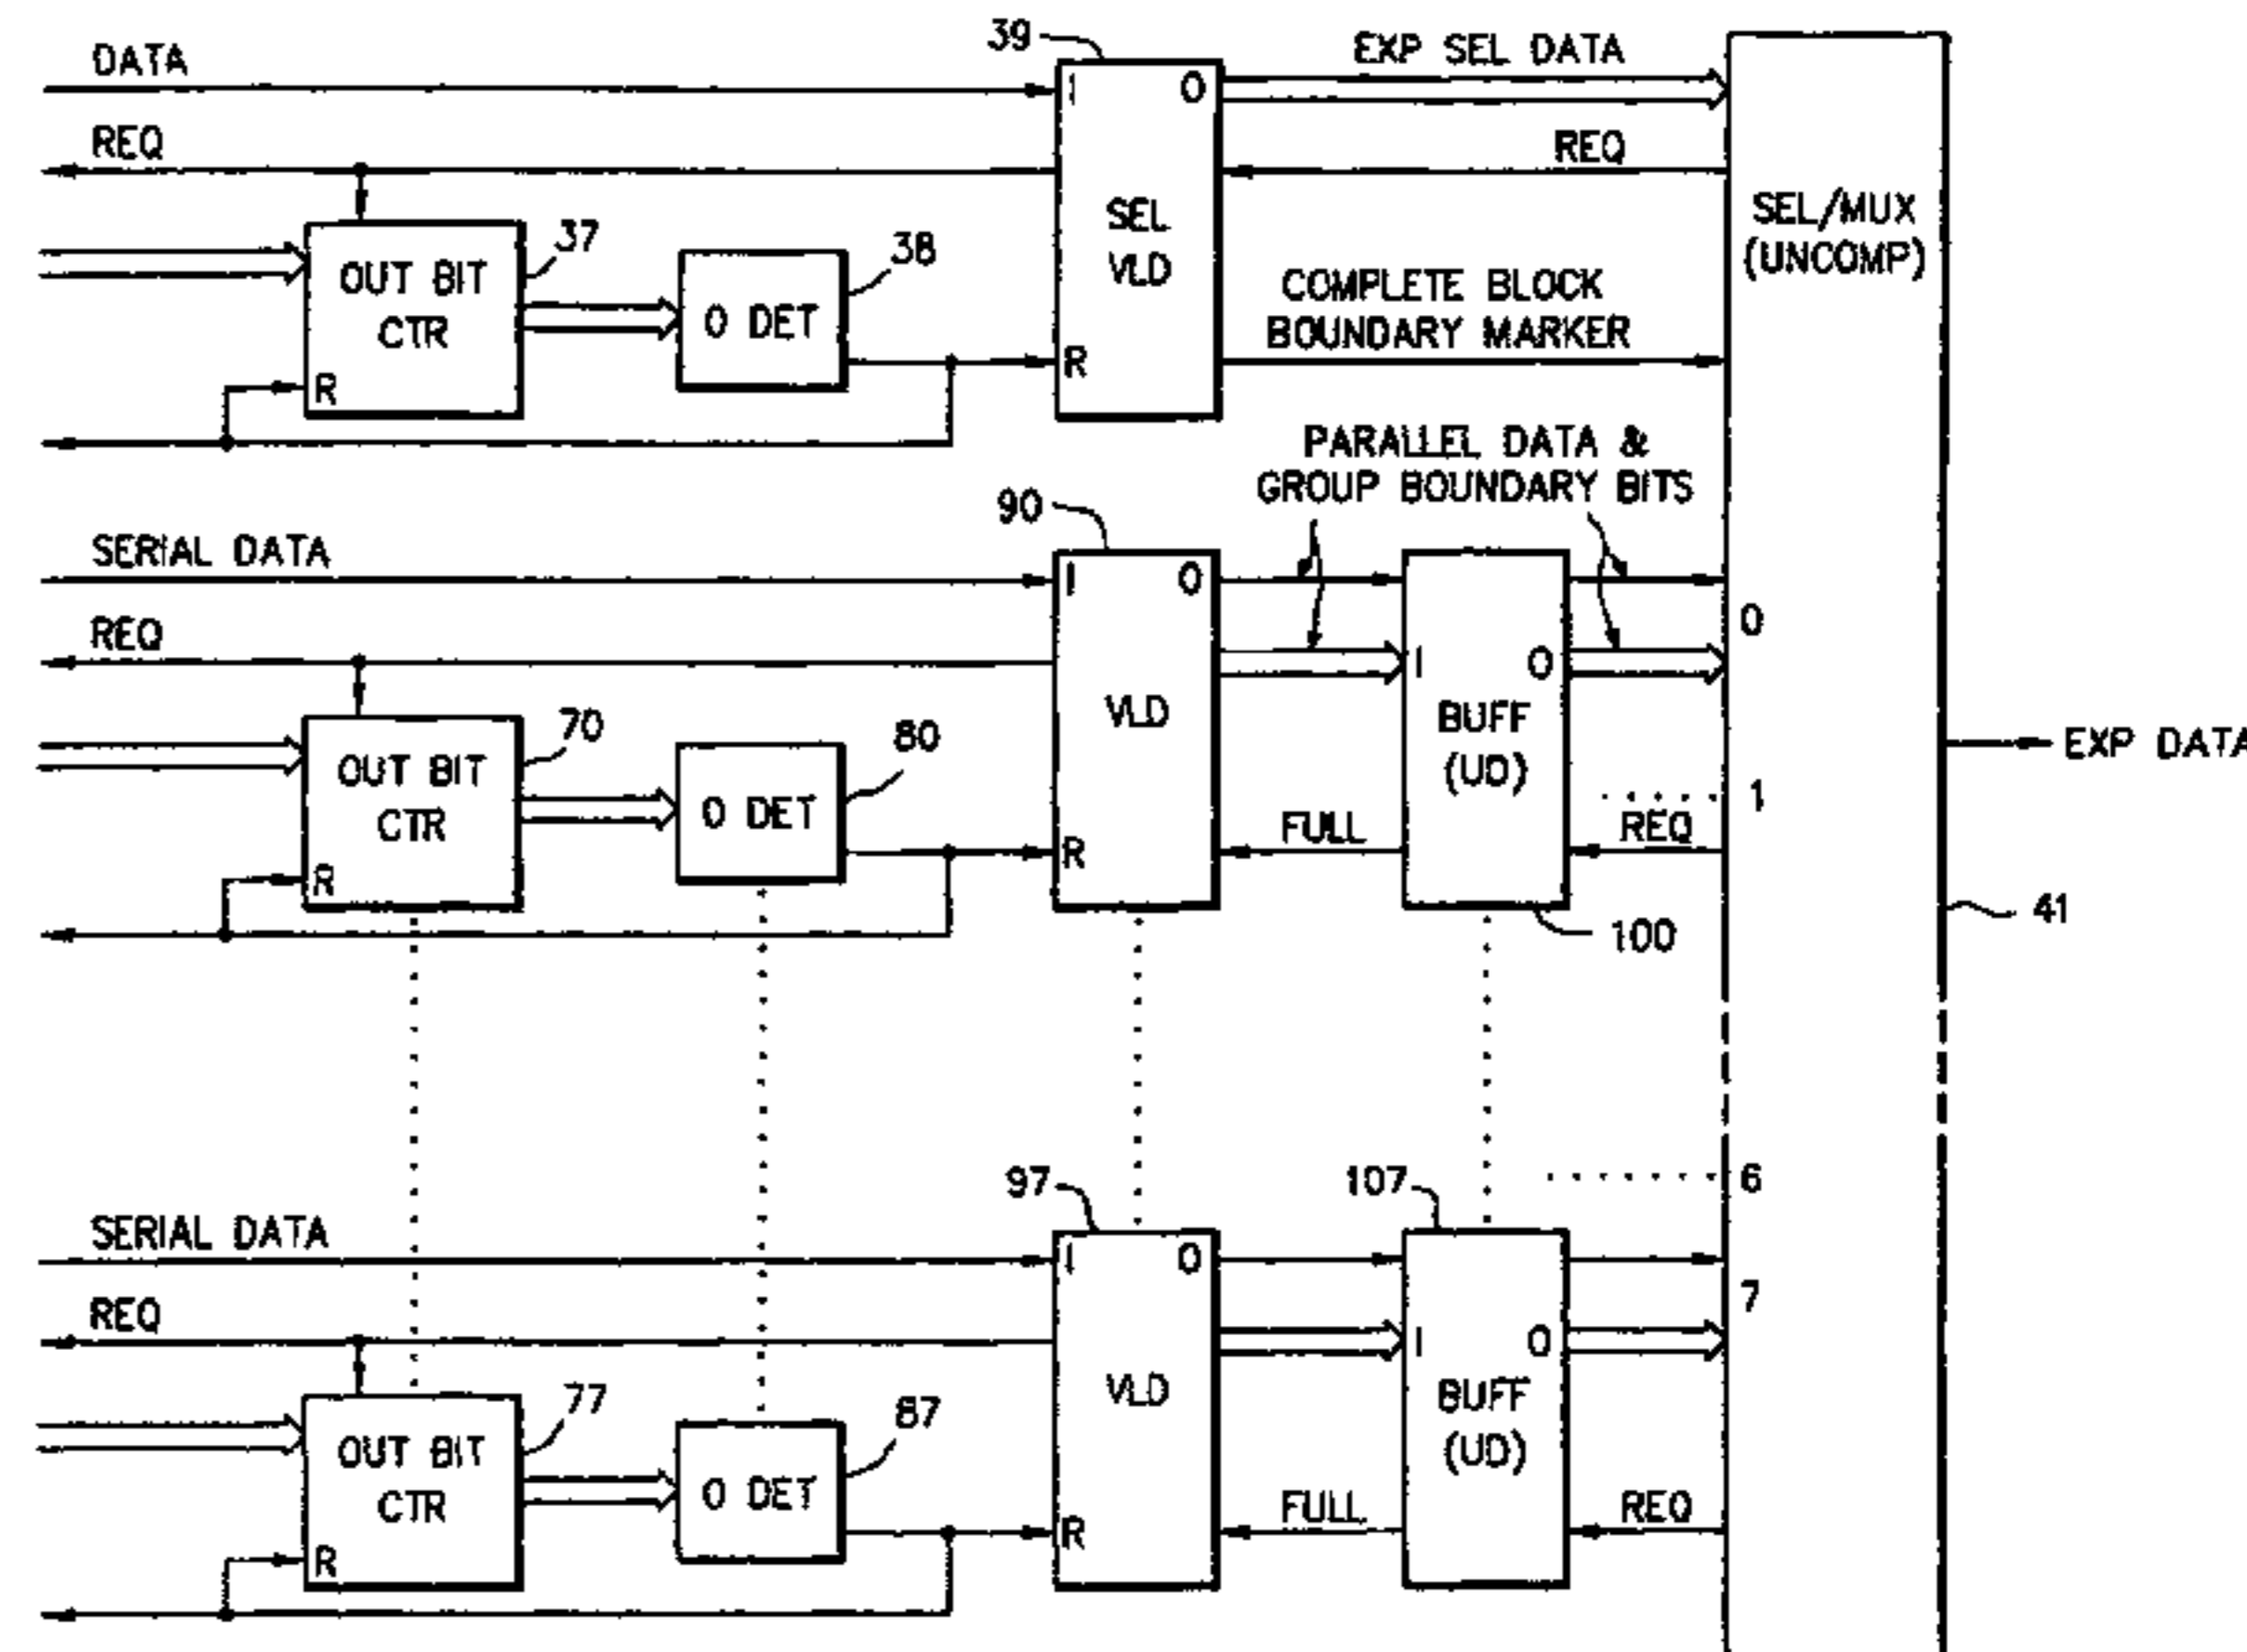 39
DATA
EXP SEL DATA
I
O
REQ
REQ
SEL
VLD
SEL/MUX
(UNCOMP)
37
38
OUT BIT
CTR
O DET
COMPLETE BLOCK
BOUNDARY MARKER
R
R
PARALLEL DATA &
GROUP BOUNDARY BITS
90
SERIAL DATA
I
O
REQ
0
I
O
VLD
BUFF
(UD)
70
80
OUT BIT
CTR
O DET
EXP DATA
1
FULL
REQ
R
R
100
41
97
107
6
SERIAL DATA
I
O
7
REQ
I
O
VLD
BUFF
(UD)
77
87
OUT BIT
CTR
O DET
FULL
REQ
R
R